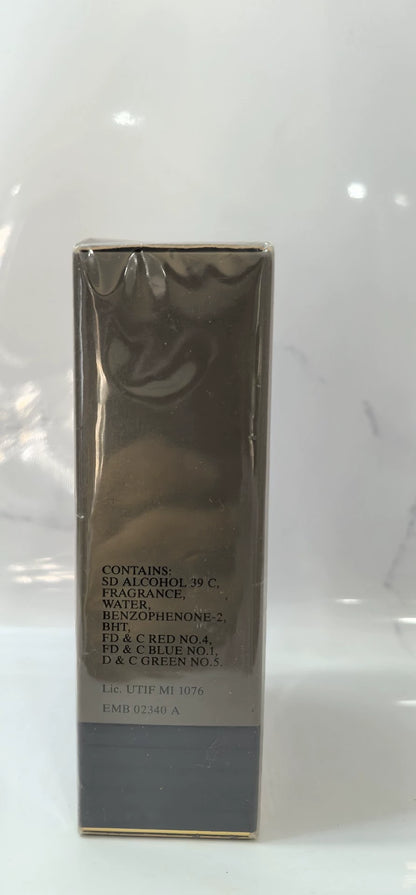 CONTAINS:
SD ALCOHOL 39 C,
FRAGRANCE,
WATER,
BENZOPHENONE-2,
BHT,
FD & C RED NO.4,
FD & C BLUE NO.1,
D & C GREEN NO.5.
Lic. UTIF MI 1076
EMB 02340 A